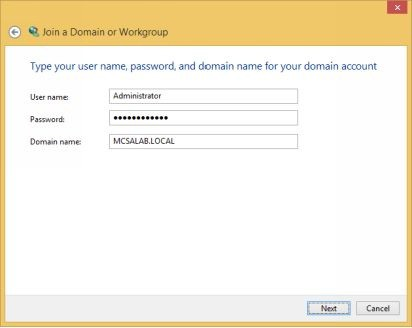 Join a Domain or Workgroup
Type your user name, password, and domain name for your domain account
User name: Administrator
Password: ●●●●●●●●●●●●
Domain name: MCSALAB.LOCAL
Next Cancel